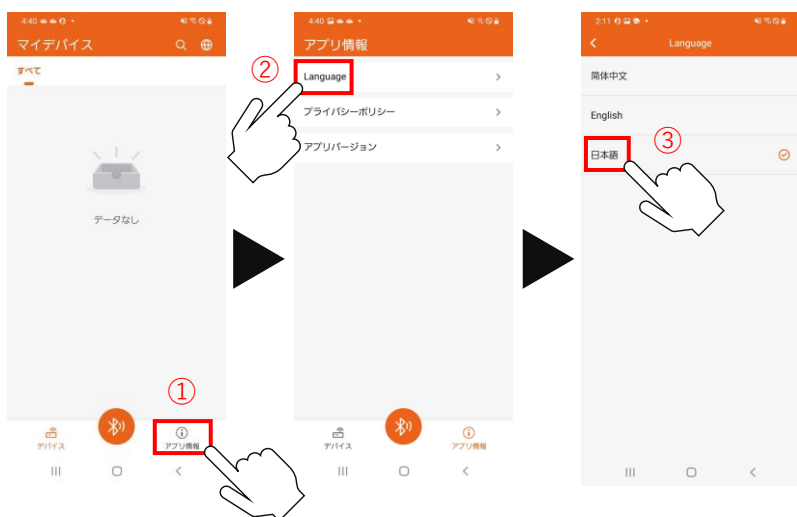 4:40
マイデバイス
すべて
データなし
①
デバイス
アプリ情報
4:40
アプリ情報
②
Language
プライバシーポリシー
アプリバージョン
デバイス
アプリ情報
2:11
Language
简体中文
English
日本語
③